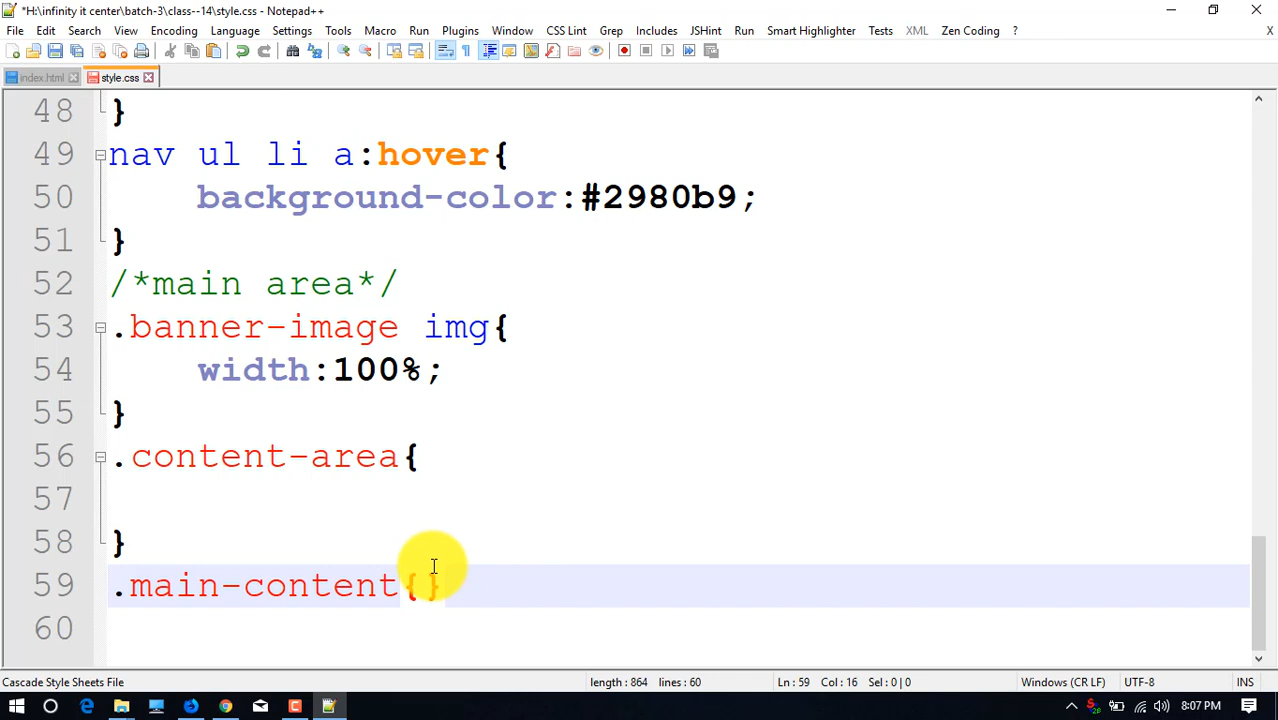 *H:\infinity it center\batch-3\class--14\style.css - Notepad++
File Edit Search View Encoding Language Settings Tools Macro Run Plugins Window CSS Lint Grep Includes JSHint Run Smart Highlighter Tests XML Zen Coding ? X
index.html style.css
48 }
49 nav ul li a:hover{
50 background-color:#2980b9;
51 }
52 /*main area*/
53 .banner-image img{
54 width:100%;
55 }
56 .content-area{
57
58 }
59 .main-content{}
60
Cascade Style Sheets File length : 864 lines : 60 Ln : 59 Col : 16 Sel : 0 | 0 Windows (CR LF) UTF-8 INS
8:07 PM